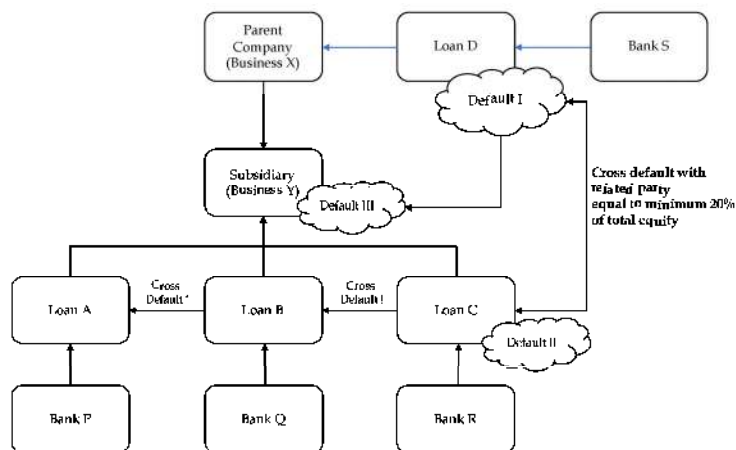 Parent
Company
(Business X)
Loan D
Bank S
Default I
Subsidiary
(Business Y)
Default III
Cross default with
related party
equal to minimum 20%
of total equity
Cross
Default
Cross
Default
Loan A
Loan B
Loan C
Default II
Bank P
Bank Q
Bank R